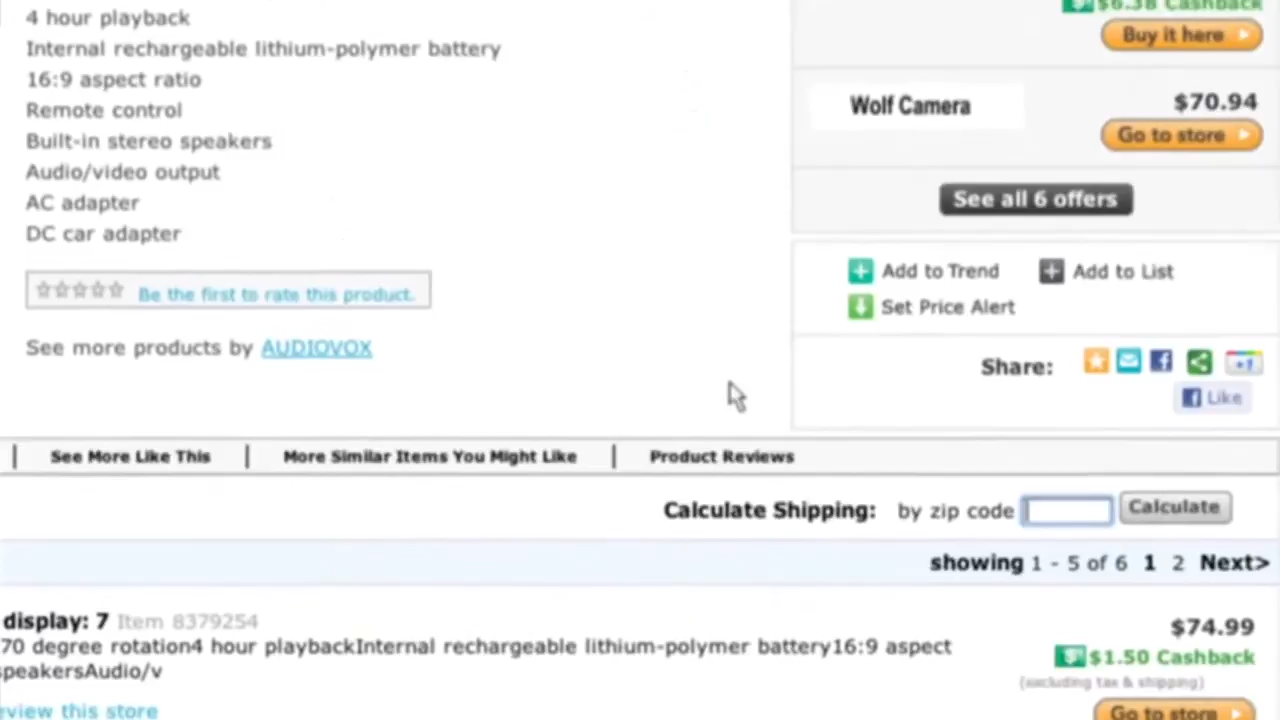 4 hour playback
Internal rechargeable lithium-polymer battery
16:9 aspect ratio
Remote control
Built-in stereo speakers
Audio/video output
AC adapter
DC car adapter
Be the first to rate this product.
See more products by AUDIOVOX
$6.38 Cashback
Buy it here
Wolf Camera
$70.94
Go to store
See all 6 offers
Add to Trend
Add to List
Set Price Alert
Share:
+1
Like
See More Like This | More Similar Items You Might Like | Product Reviews
Calculate Shipping: by zip code Calculate
showing 1 - 5 of 6 1 2 Next>
display: 7 Item 8379254
70 degree rotation4 hour playbackInternal rechargeable lithium-polymer battery16:9 aspect
peakersAudio/v
eview this store
$74.99
$1.50 Cashback
(excluding tax & shipping)
Go to store